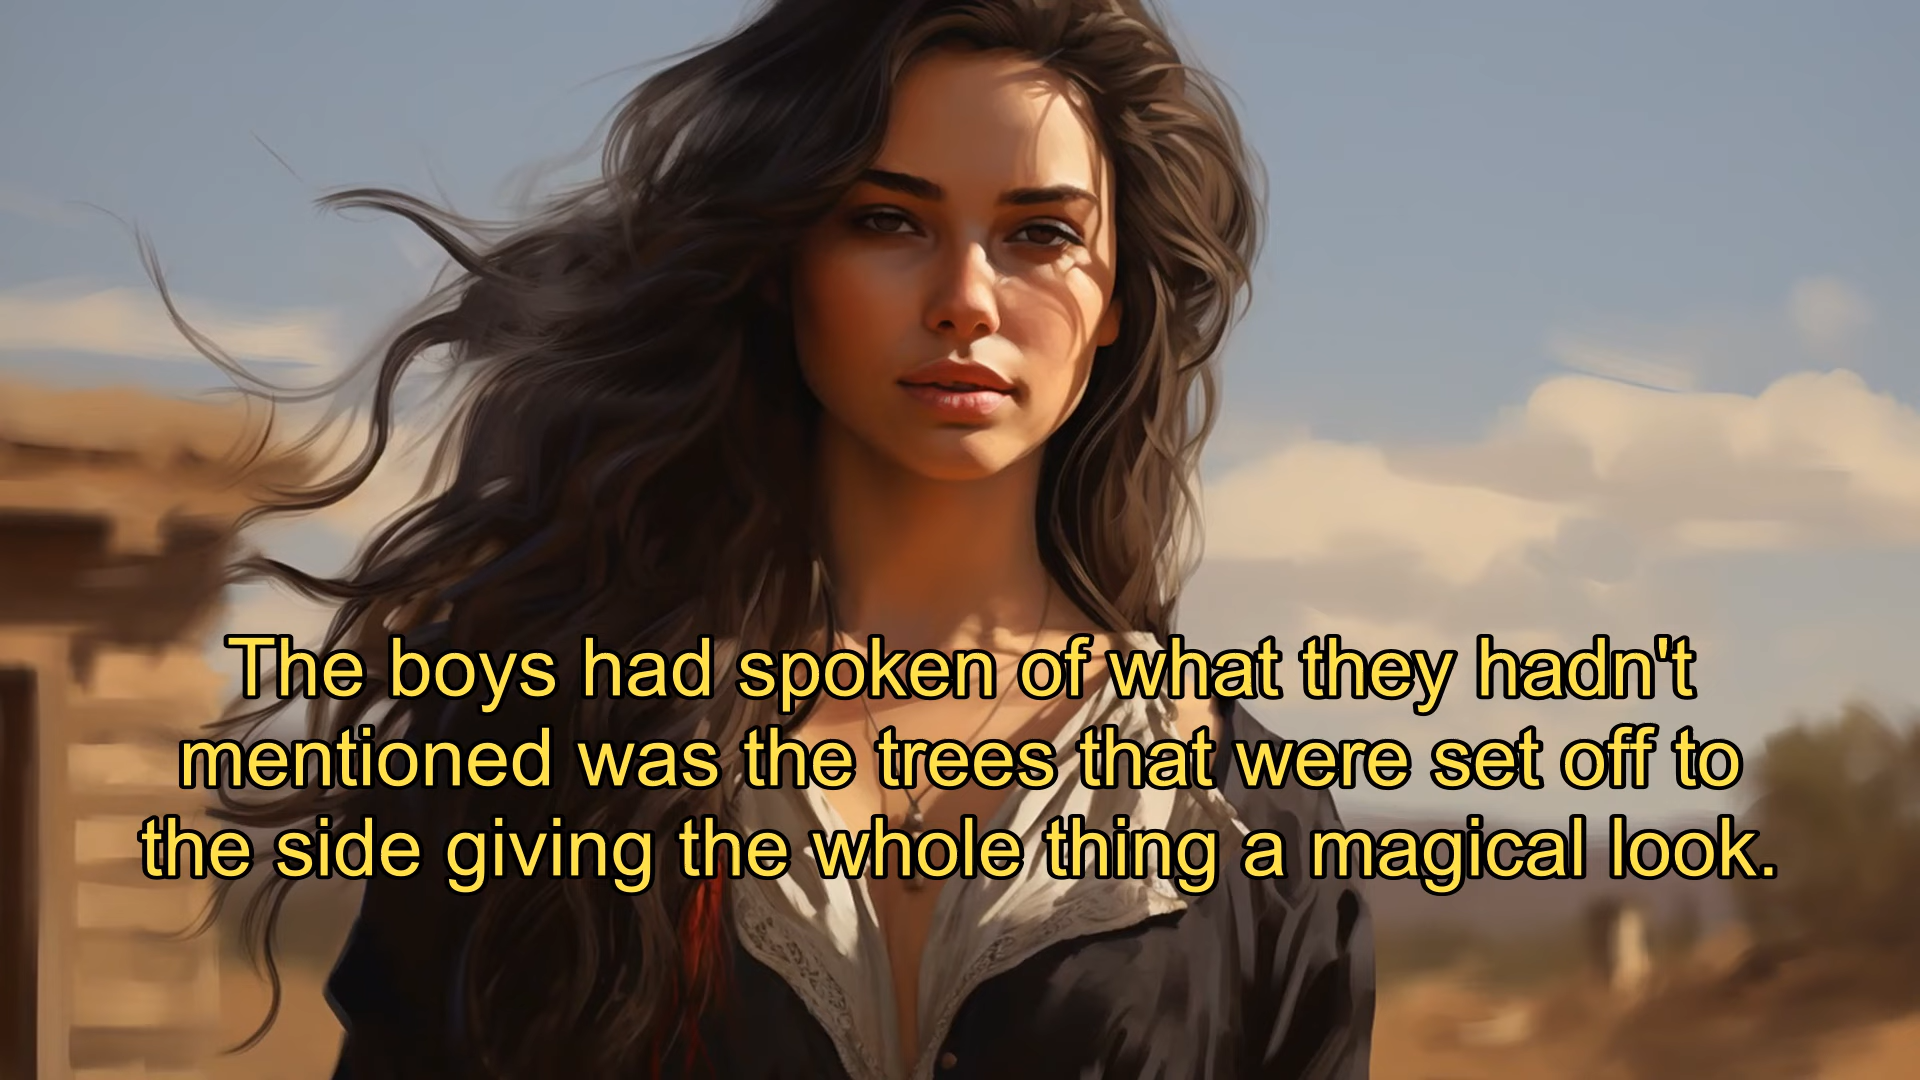 The boys had spoken of what they hadn't
mentioned was the trees that were set off to
the side giving the whole thing a magical look.